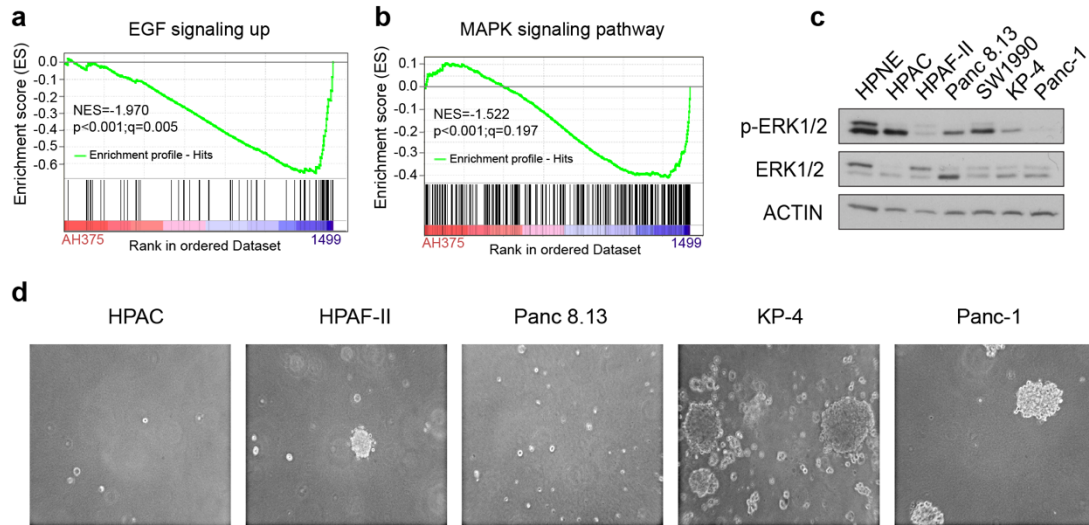 a
EGF signaling up
Enrichment score (ES)
0.0
-0.1
-0.2
-0.3
-0.4
-0.5
-0.6
NES=-1.970
p<0.001;q=0.005
Enrichment profile - Hits
AH375
Rank in ordered Dataset
1499
b
MAPK signaling pathway
Enrichment score (ES)
0.1
0.0
-0.1
-0.2
-0.3
-0.4
NES=-1.522
p<0.001;q=0.197
Enrichment profile - Hits
AH375
Rank in ordered Dataset
1499
c
HPNE
HPAC
HPAF-II
Panc 8.13
SW1990
KP-4
Panc-1
p-ERK1/2
ERK1/2
ACTIN
d
HPAC
HPAF-II
Panc 8.13
KP-4
Panc-1